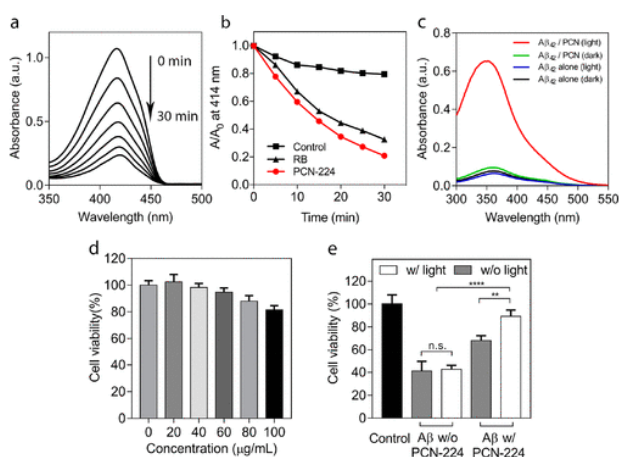 a
Absorbance (a.u.)
1.0
0.5
0.0
0 min
30 min
350
400
450
500
Wavelength (nm)
b
A/A0 at 414 nm
1.0
0.8
0.6
0.4
0.2
0.0
Control
RB
PCN-224
0
10
20
30
Time (min)
c
Absorbance (a.u.)
0.8
0.6
0.4
0.2
0.0
Aβ42 / PCN (light)
Aβ42 / PCN (dark)
Aβ42 alone (light)
Aβ42 alone (dark)
300
350
400
450
500
550
Wavelength (nm)
d
Cell viability(%)
120
100
80
60
40
20
0
0
20
40
60
80
100
Concentration (μg/mL)
e
w/ light
w/o light
Cell viability (%)
120
100
80
60
40
20
0
n.s.
****
**
Control
Aβ w/o
PCN-224
Aβ w/
PCN-224